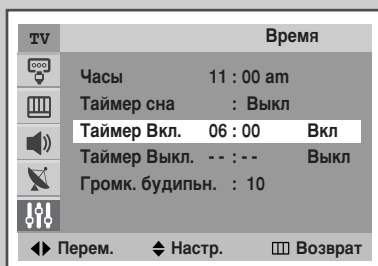 TV Время
Часы 11 : 00 am
Таймер сна : Выкл
Таймер Вкл. 06 : 00 Вкл
Таймер Выкл. - - : - - Выкл
Громк. будипьн. : 10
Перем. Настр. Возврат